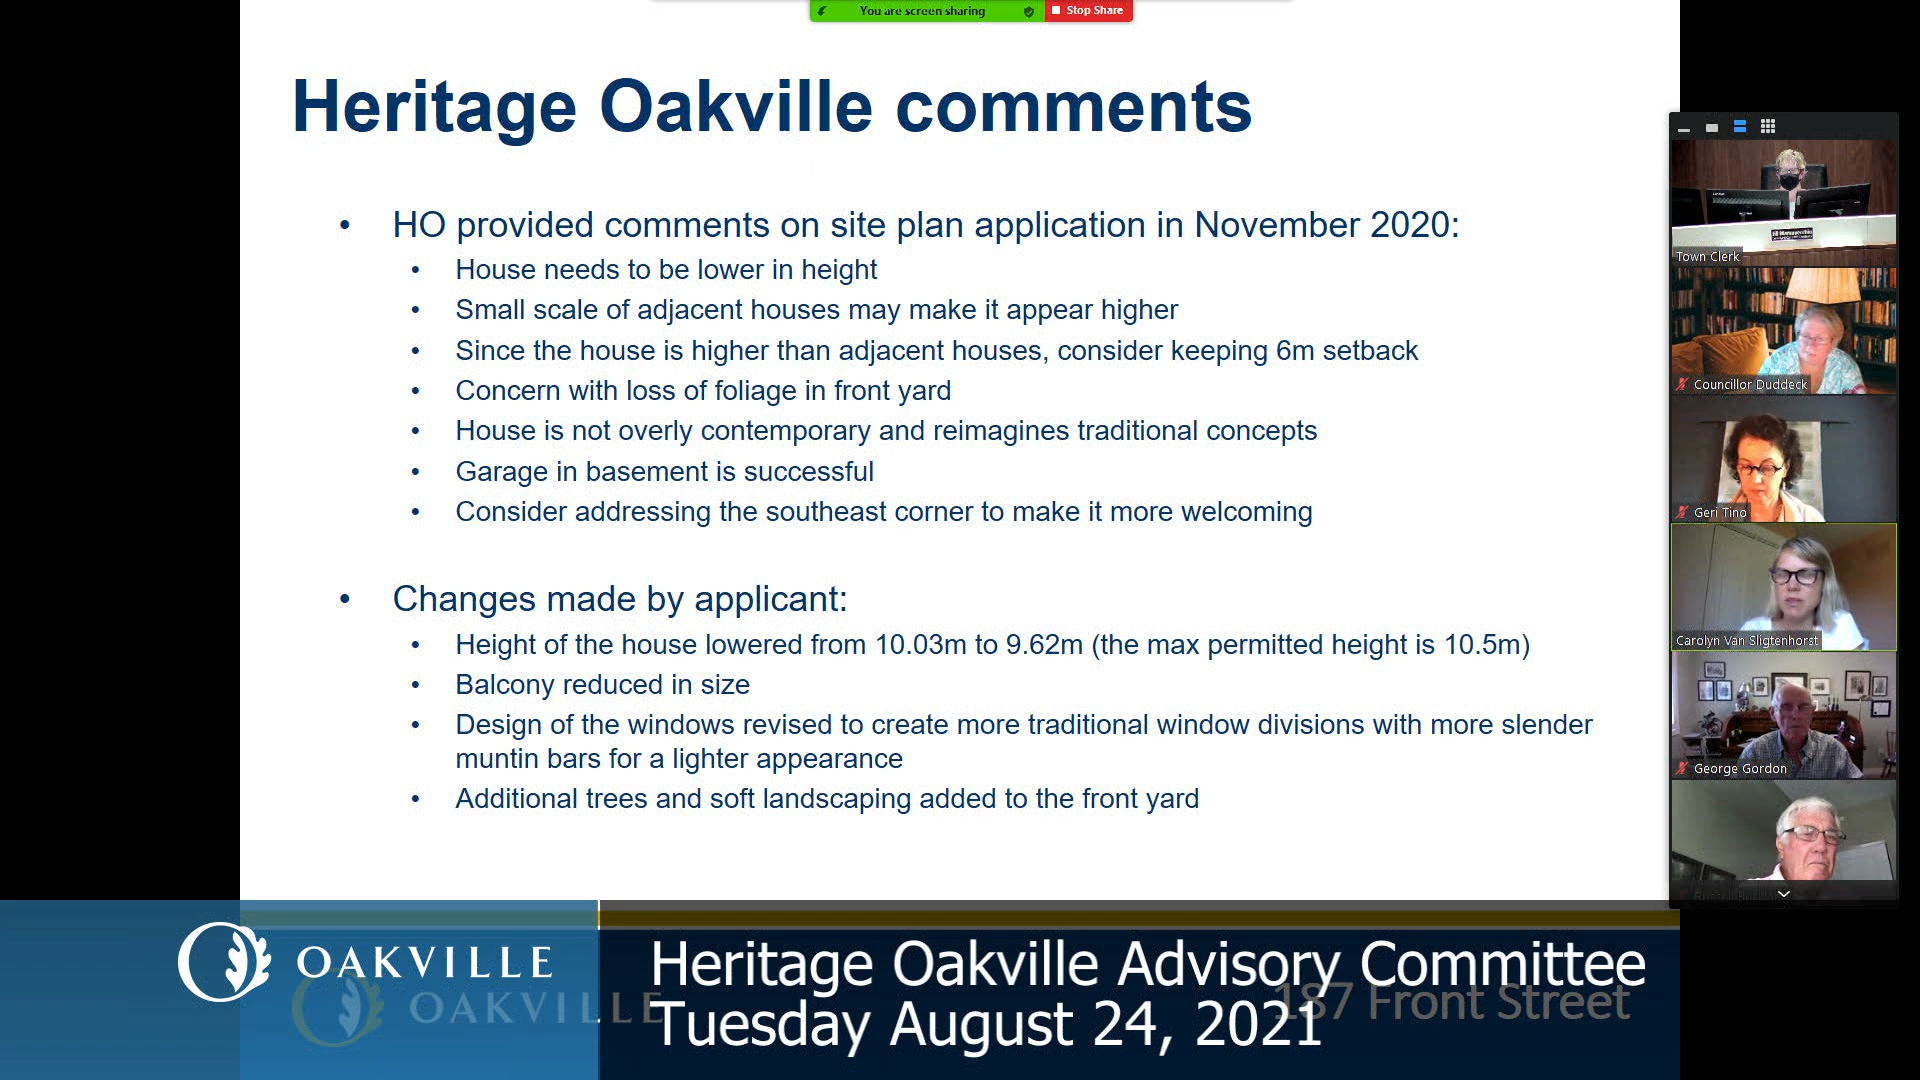 You are screen sharing
Stop Share
Heritage Oakville comments
• HO provided comments on site plan application in November 2020:
• House needs to be lower in height
• Small scale of adjacent houses may make it appear higher
• Since the house is higher than adjacent houses, consider keeping 6m setback
• Concern with loss of foliage in front yard
• House is not overly contemporary and reimagines traditional concepts
• Garage in basement is successful
• Consider addressing the southeast corner to make it more welcoming
• Changes made by applicant:
• Height of the house lowered from 10.03m to 9.62m (the max permitted height is 10.5m)
• Balcony reduced in size
• Design of the windows revised to create more traditional window divisions with more slender
muntin bars for a lighter appearance
• Additional trees and soft landscaping added to the front yard
Town Clerk
Councillor Duddeck
Geri Tino
Carolyn Van Sligtenhorst
George Gordon
OAKVILLE
OAKVILLE
Heritage Oakville Advisory Committee
187 Front Street
Tuesday August 24, 2021